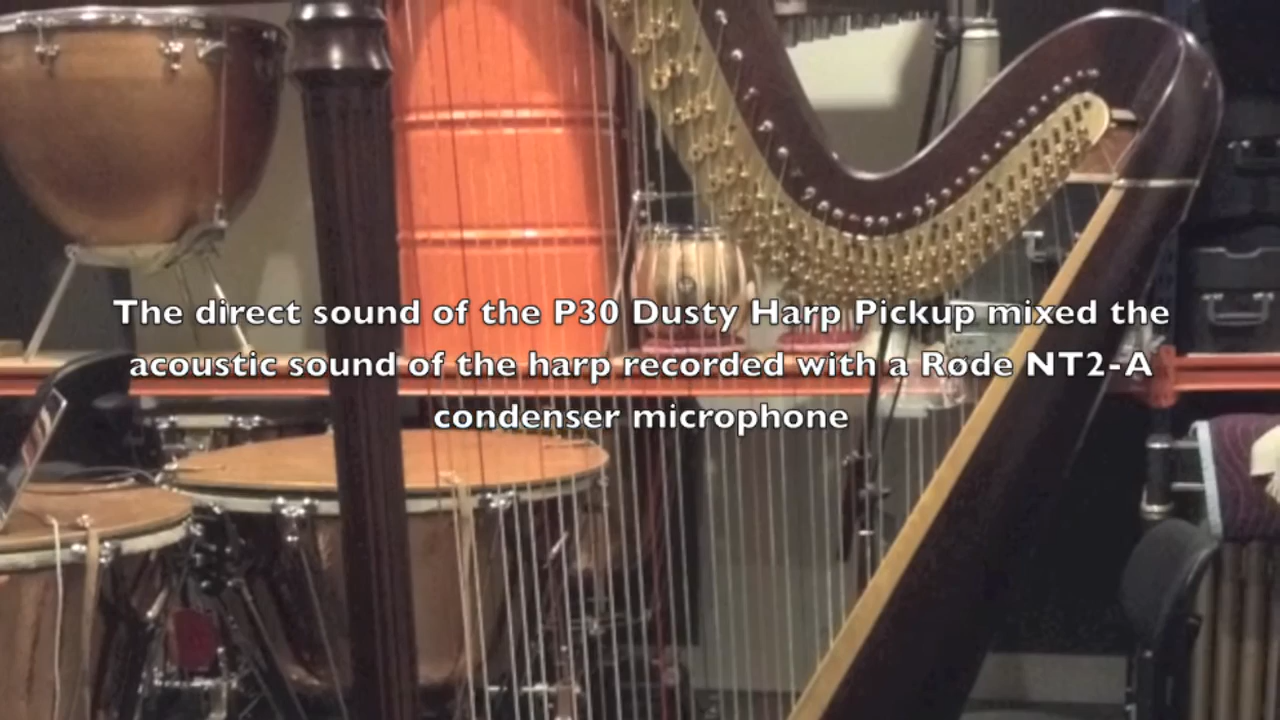 The direct sound of the P30 Dusty Harp Pickup mixed the
acoustic sound of the harp recorded with a Røde NT2-A
condenser microphone